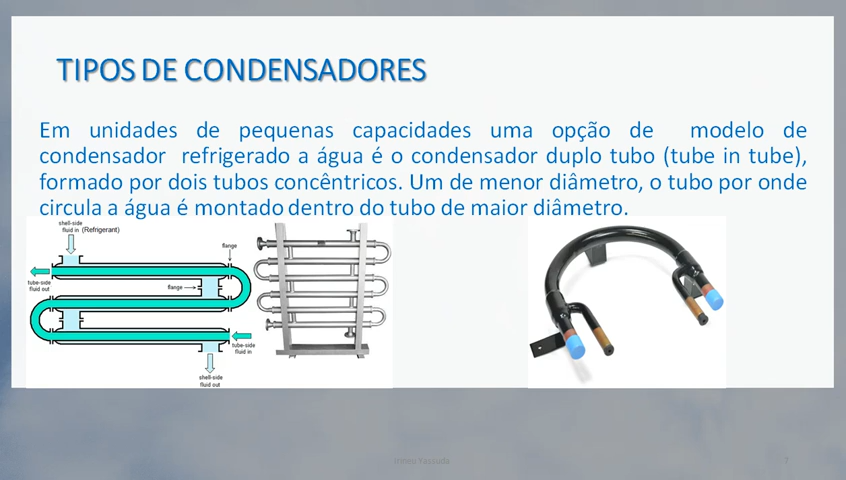 TIPOS DE CONDENSADORES
Em unidades de pequenas capacidades uma opção de modelo de
condensador refrigerado a água é o condensador duplo tubo (tube in tube),
formado por dois tubos concêntricos. Um de menor diâmetro, o tubo por onde
circula a água é montado dentro do tubo de maior diâmetro.
shell-side
fluid in (Refrigerant)
flange
tube-side
fluid out
flange
tube-side
fluid in
shell-side
fluid out
7